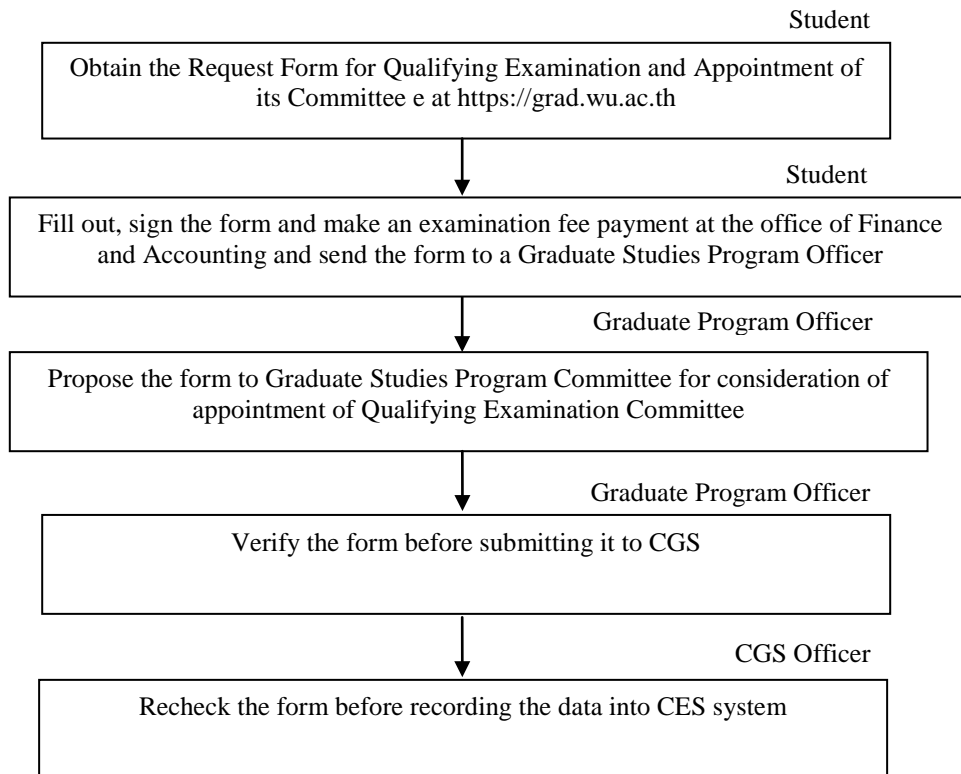 Student
Obtain the Request Form for Qualifying Examination and Appointment of
its Committee e at https://grad.wu.ac.th
Student
Fill out, sign the form and make an examination fee payment at the office of Finance
and Accounting and send the form to a Graduate Studies Program Officer
Graduate Program Officer
Propose the form to Graduate Studies Program Committee for consideration of
appointment of Qualifying Examination Committee
Graduate Program Officer
Verify the form before submitting it to CGS
CGS Officer
Recheck the form before recording the data into CES system